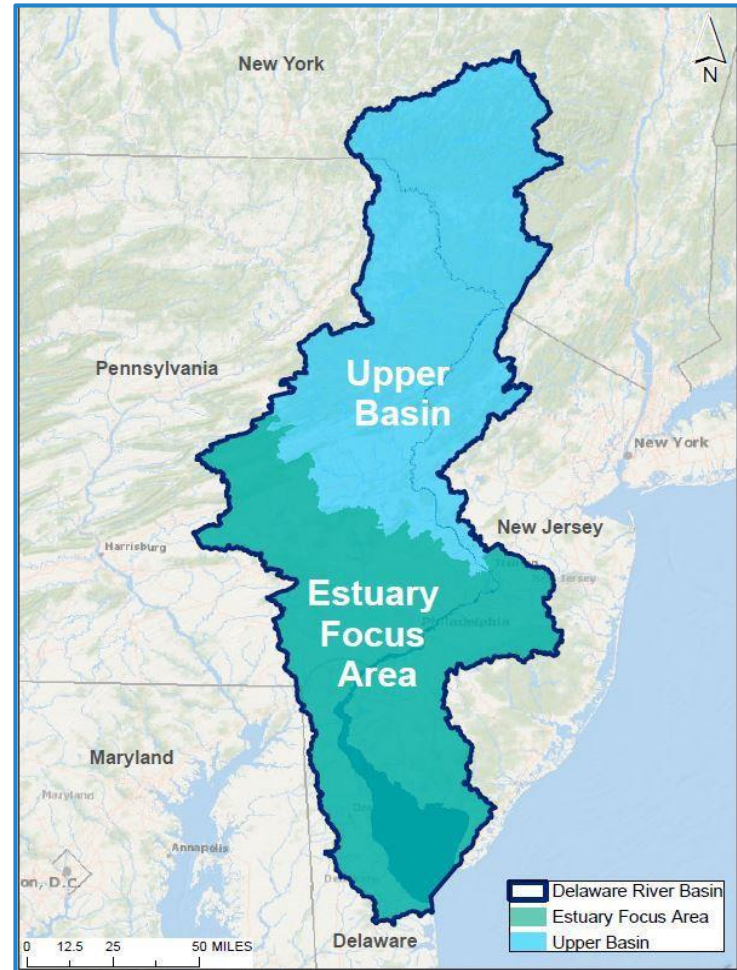 New York
N
Pennsylvania
Upper
Basin
New York
New Jersey
Harrisburg
Estuary
Focus
Area
Philadelphia
Maryland
Maryland
Annapolis
on, D.C.
Delaware
0 12.5 25 50 MILES
Delaware River Basin
Estuary Focus Area
Upper Basin